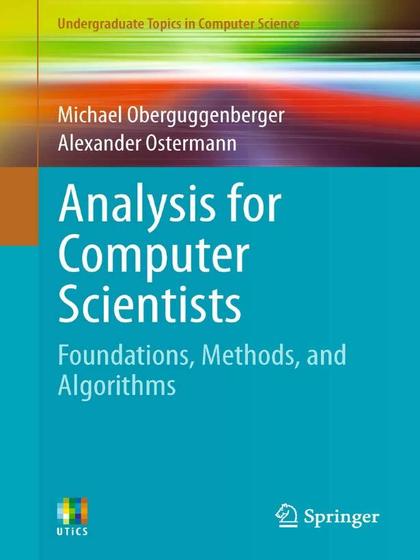 Undergraduate Topics in Computer Science
Michael Oberguggenberger
Alexander Ostermann
Analysis for
Computer
Scientists
Foundations, Methods, and
Algorithms
UTiCS
Springer